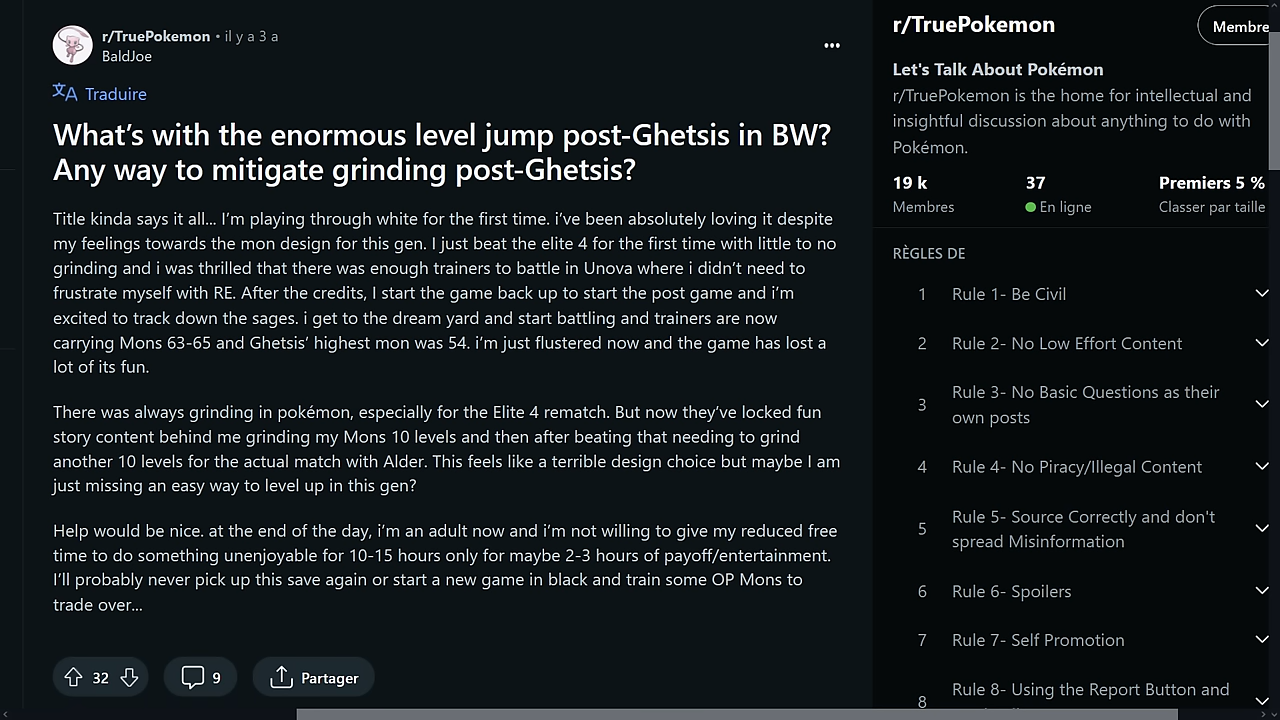 r/TruePokemon • il y a 3 a
BaldJoe
Traduire
What’s with the enormous level jump post-Ghetsis in BW?
Any way to mitigate grinding post-Ghetsis?
Title kinda says it all... I’m playing through white for the first time. i’ve been absolutely loving it despite
my feelings towards the mon design for this gen. I just beat the elite 4 for the first time with little to no
grinding and i was thrilled that there was enough trainers to battle in Unova where i didn’t need to
frustrate myself with RE. After the credits, I start the game back up to start the post game and i’m
excited to track down the sages. i get to the dream yard and start battling and trainers are now
carrying Mons 63-65 and Ghetsis’ highest mon was 54. i’m just flustered now and the game has lost a
lot of its fun.
There was always grinding in pokémon, especially for the Elite 4 rematch. But now they’ve locked fun
story content behind me grinding my Mons 10 levels and then after beating that needing to grind
another 10 levels for the actual match with Alder. This feels like a terrible design choice but maybe I am
just missing an easy way to level up in this gen?
Help would be nice. at the end of the day, i’m an adult now and i’m not willing to give my reduced free
time to do something unenjoyable for 10-15 hours only for maybe 2-3 hours of payoff/entertainment.
I’ll probably never pick up this save again or start a new game in black and train some OP Mons to
trade over...
32
9
Partager
r/TruePokemon
Membre
Let's Talk About Pokémon
r/TruePokemon is the home for intellectual and
insightful discussion about anything to do with
Pokémon.
19 k 37 Premiers 5 %
Membres En ligne Classer par taille
RÈGLES DE
1 Rule 1- Be Civil
2 Rule 2- No Low Effort Content
3 Rule 3- No Basic Questions as their
own posts
4 Rule 4- No Piracy/Illegal Content
5 Rule 5- Source Correctly and don't
spread Misinformation
6 Rule 6- Spoilers
7 Rule 7- Self Promotion
8 Rule 8- Using the Report Button and